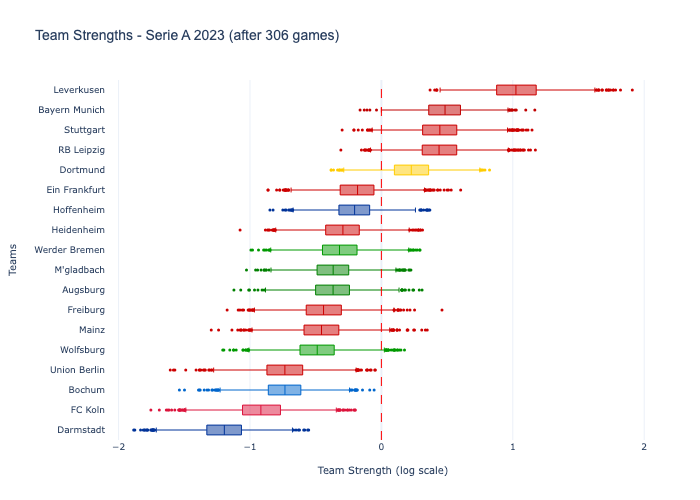 Team Strengths - Serie A 2023 (after 306 games)
Leverkusen
Bayern Munich
Stuttgart
RB Leipzig
Dortmund
Ein Frankfurt
Hoffenheim
Heidenheim
Werder Bremen
M'gladbach
Augsburg
Freiburg
Mainz
Wolfsburg
Union Berlin
Bochum
FC Koln
Darmstadt
Teams
−2 −1 0 1 2
Team Strength (log scale)